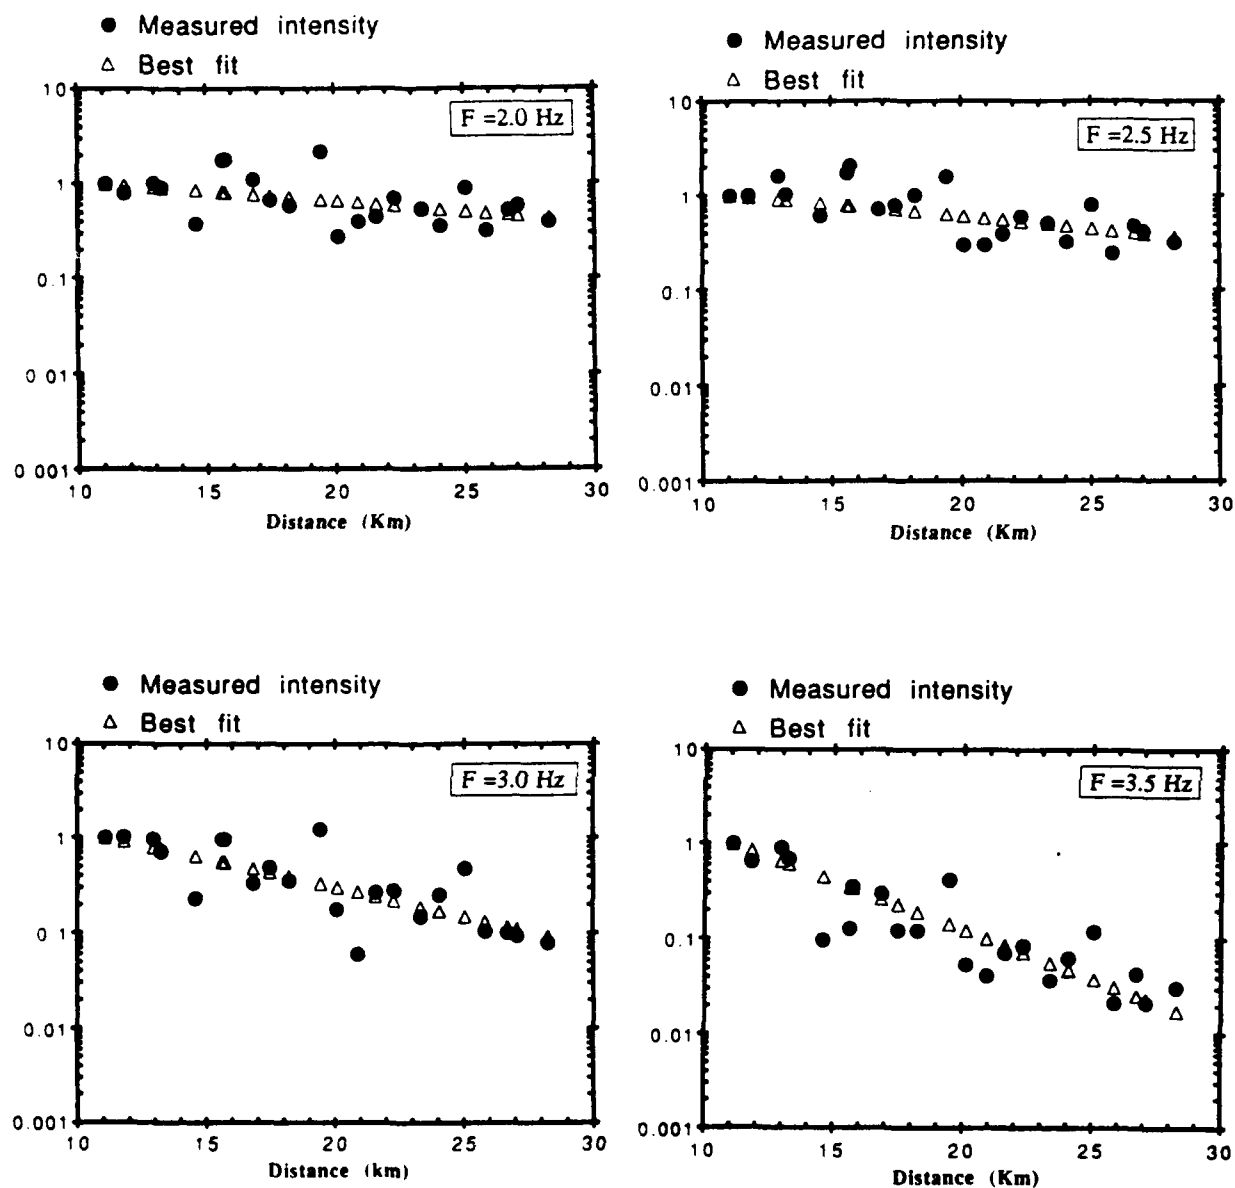 Measured intensity
Best fit
10
1
0.1
0 01
0 001
10 15 20 25 30
Distance (Km)
F =2.0 Hz
Measured intensity
Best fit
10
1
0.1
0.01
0.001
10 15 20 25 30
Distance (Km)
F =2.5 Hz
Measured intensity
Best fit
10
1
0 1
0.01
0.001
10 15 20 25 30
Distance (km)
F =3.0 Hz
Measured intensity
Best fit
10
1
0.1
0.01
0.001
10 15 20 25 30
Distance (Km)
F =3.5 Hz